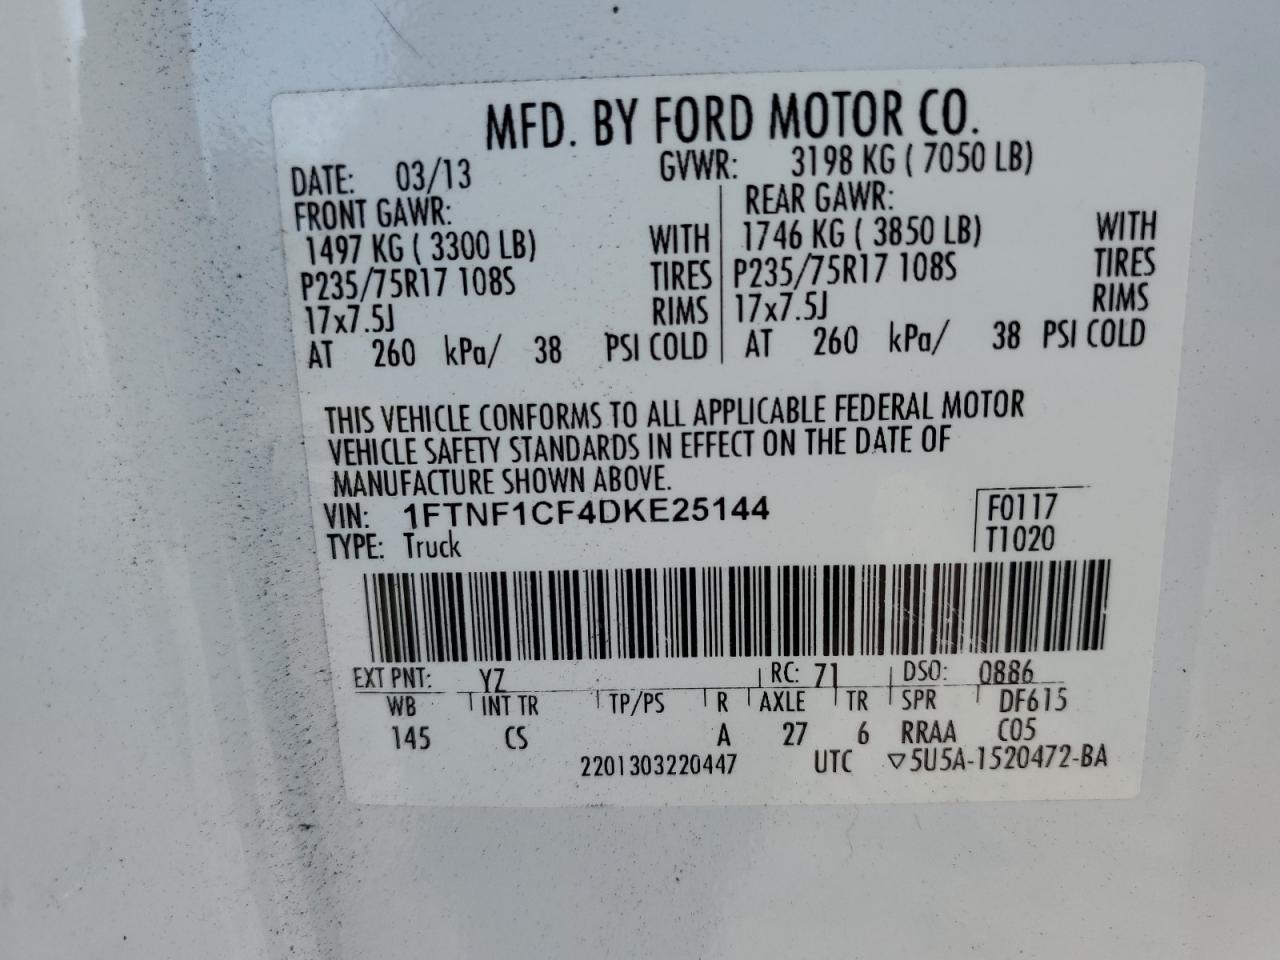 MFD. BY FORD MOTOR CO.
DATE: 03/13 GVWR: 3198 KG ( 7050 LB)
FRONT GAWR: REAR GAWR:
1497 KG ( 3300 LB) WITH 1746 KG ( 3850 LB) WITH
P235/75R17 108S TIRES P235/75R17 108S TIRES
17x7.5J RIMS 17x7.5J RIMS
AT 260 kPa/ 38 PSI COLD AT 260 kPa/ 38 PSI COLD
THIS VEHICLE CONFORMS TO ALL APPLICABLE FEDERAL MOTOR
VEHICLE SAFETY STANDARDS IN EFFECT ON THE DATE OF
MANUFACTURE SHOWN ABOVE.
VIN: 1FTNF1CF4DKE25144 F0117
TYPE: Truck T1020
EXT PNT: YZ RC: 71 DSO: 0886
WB INT TR TP/PS R AXLE TR SPR DF615
145 CS A 27 6 RRAA C05
2201303220447 UTC ▽5U5A-1520472-BA